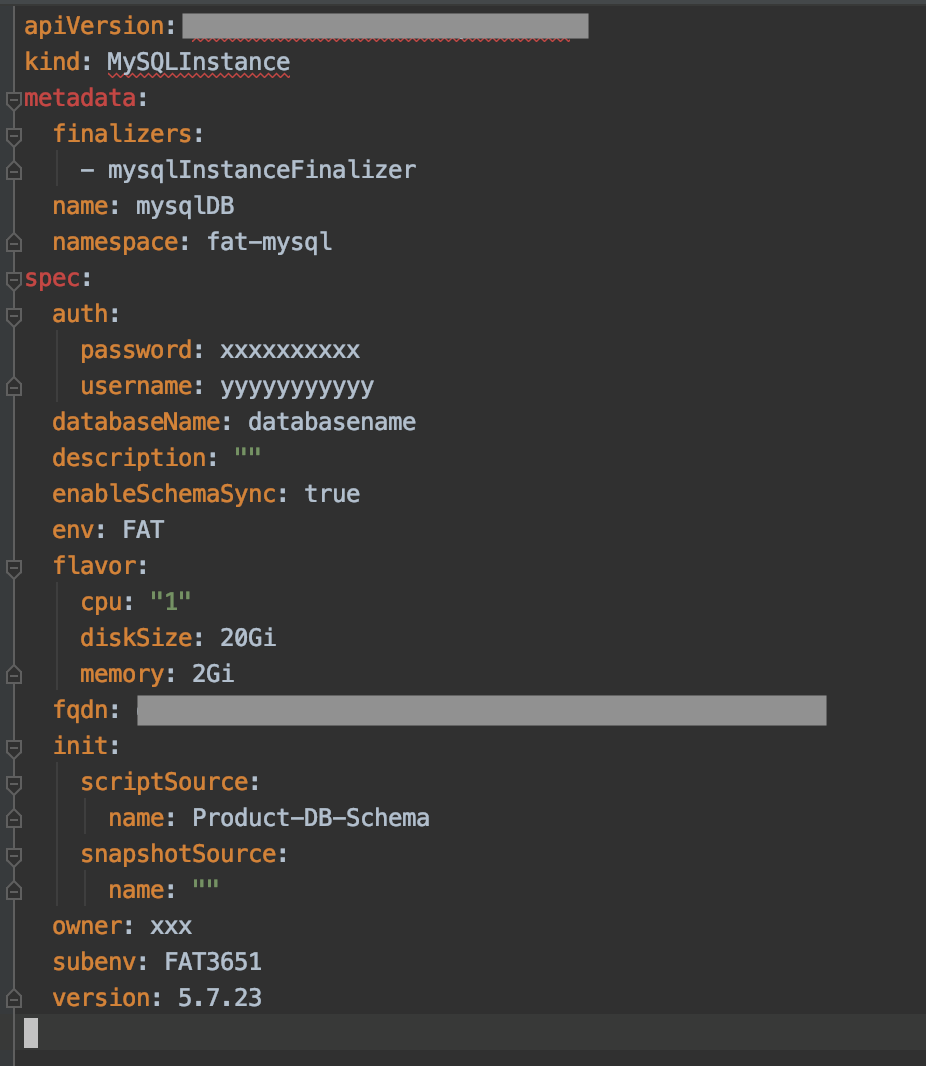 apiVersion:
kind: MySQLInstance
metadata:
  finalizers:
    - mysqlInstanceFinalizer
  name: mysqlDB
  namespace: fat-mysql
spec:
  auth:
    password: xxxxxxxxxx
    username: yyyyyyyyyyy
  databaseName: databasename
  description: ""
  enableSchemaSync: true
  env: FAT
  flavor:
    cpu: "1"
    diskSize: 20Gi
    memory: 2Gi
  fqdn:
  init:
    scriptSource:
      name: Product-DB-Schema
    snapshotSource:
      name: ""
  owner: xxx
  subenv: FAT3651
  version: 5.7.23